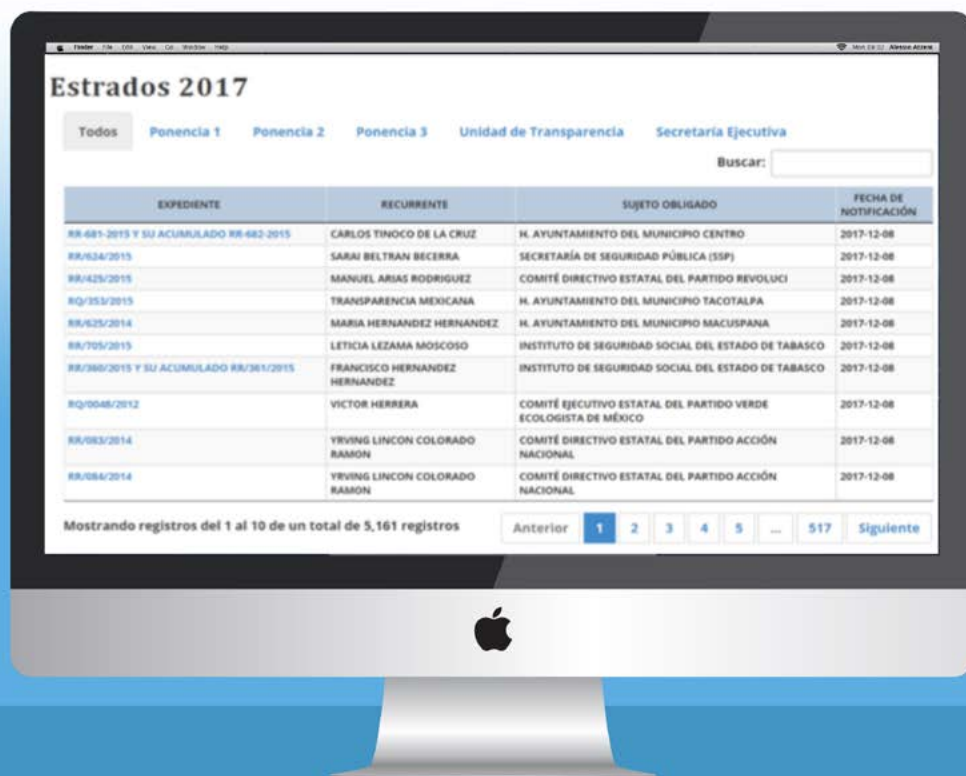 Finder File Edit View Go Window Help
Estrados 2017
Todos Ponencia 1 Ponencia 2 Ponencia 3 Unidad de Transparencia Secretaría Ejecutiva
Buscar:
EXPEDIENTE RECURRENTE SUJETO OBLIGADO FECHA DE NOTIFICACIÓN
RR-681-2015 Y SU ACUMULADO RR-682-2015 CARLOS TINOCO DE LA CRUZ H. AYUNTAMIENTO DEL MUNICIPIO CENTRO 2017-12-08
RR/624/2015 SARAI BELTRAN BECERRA SECRETARÍA DE SEGURIDAD PÚBLICA (SSP) 2017-12-08
RR/425/2015 MANUEL ARIAS RODRIGUEZ COMITÉ DIRECTIVO ESTATAL DEL PARTIDO REVOLUCI 2017-12-08
RQ/353/2015 TRANSPARENCIA MEXICANA H. AYUNTAMIENTO DEL MUNICIPIO TACOTALPA 2017-12-08
RR/625/2014 MARIA HERNANDEZ HERNANDEZ H. AYUNTAMIENTO DEL MUNICIPIO MACUSPANA 2017-12-08
RR/705/2015 LETICIA LEZAMA MOSCOSO INSTITUTO DE SEGURIDAD SOCIAL DEL ESTADO DE TABASCO 2017-12-08
RR/360/2015 Y SU ACUMULADO RR/361/2015 FRANCISCO HERNANDEZ HERNANDEZ INSTITUTO DE SEGURIDAD SOCIAL DEL ESTADO DE TABASCO 2017-12-08
RQ/0048/2012 VICTOR HERRERA COMITÉ EJECUTIVO ESTATAL DEL PARTIDO VERDE ECOLOGISTA DE MÉXICO 2017-12-08
RR/083/2014 YRVING LINCON COLORADO RAMON COMITÉ DIRECTIVO ESTATAL DEL PARTIDO ACCIÓN NACIONAL 2017-12-08
RR/084/2014 YRVING LINCON COLORADO RAMON COMITÉ DIRECTIVO ESTATAL DEL PARTIDO ACCIÓN NACIONAL 2017-12-08
Mostrando registros del 1 al 10 de un total de 5,161 registros Anterior 1 2 3 4 5 ... 517 Siguiente